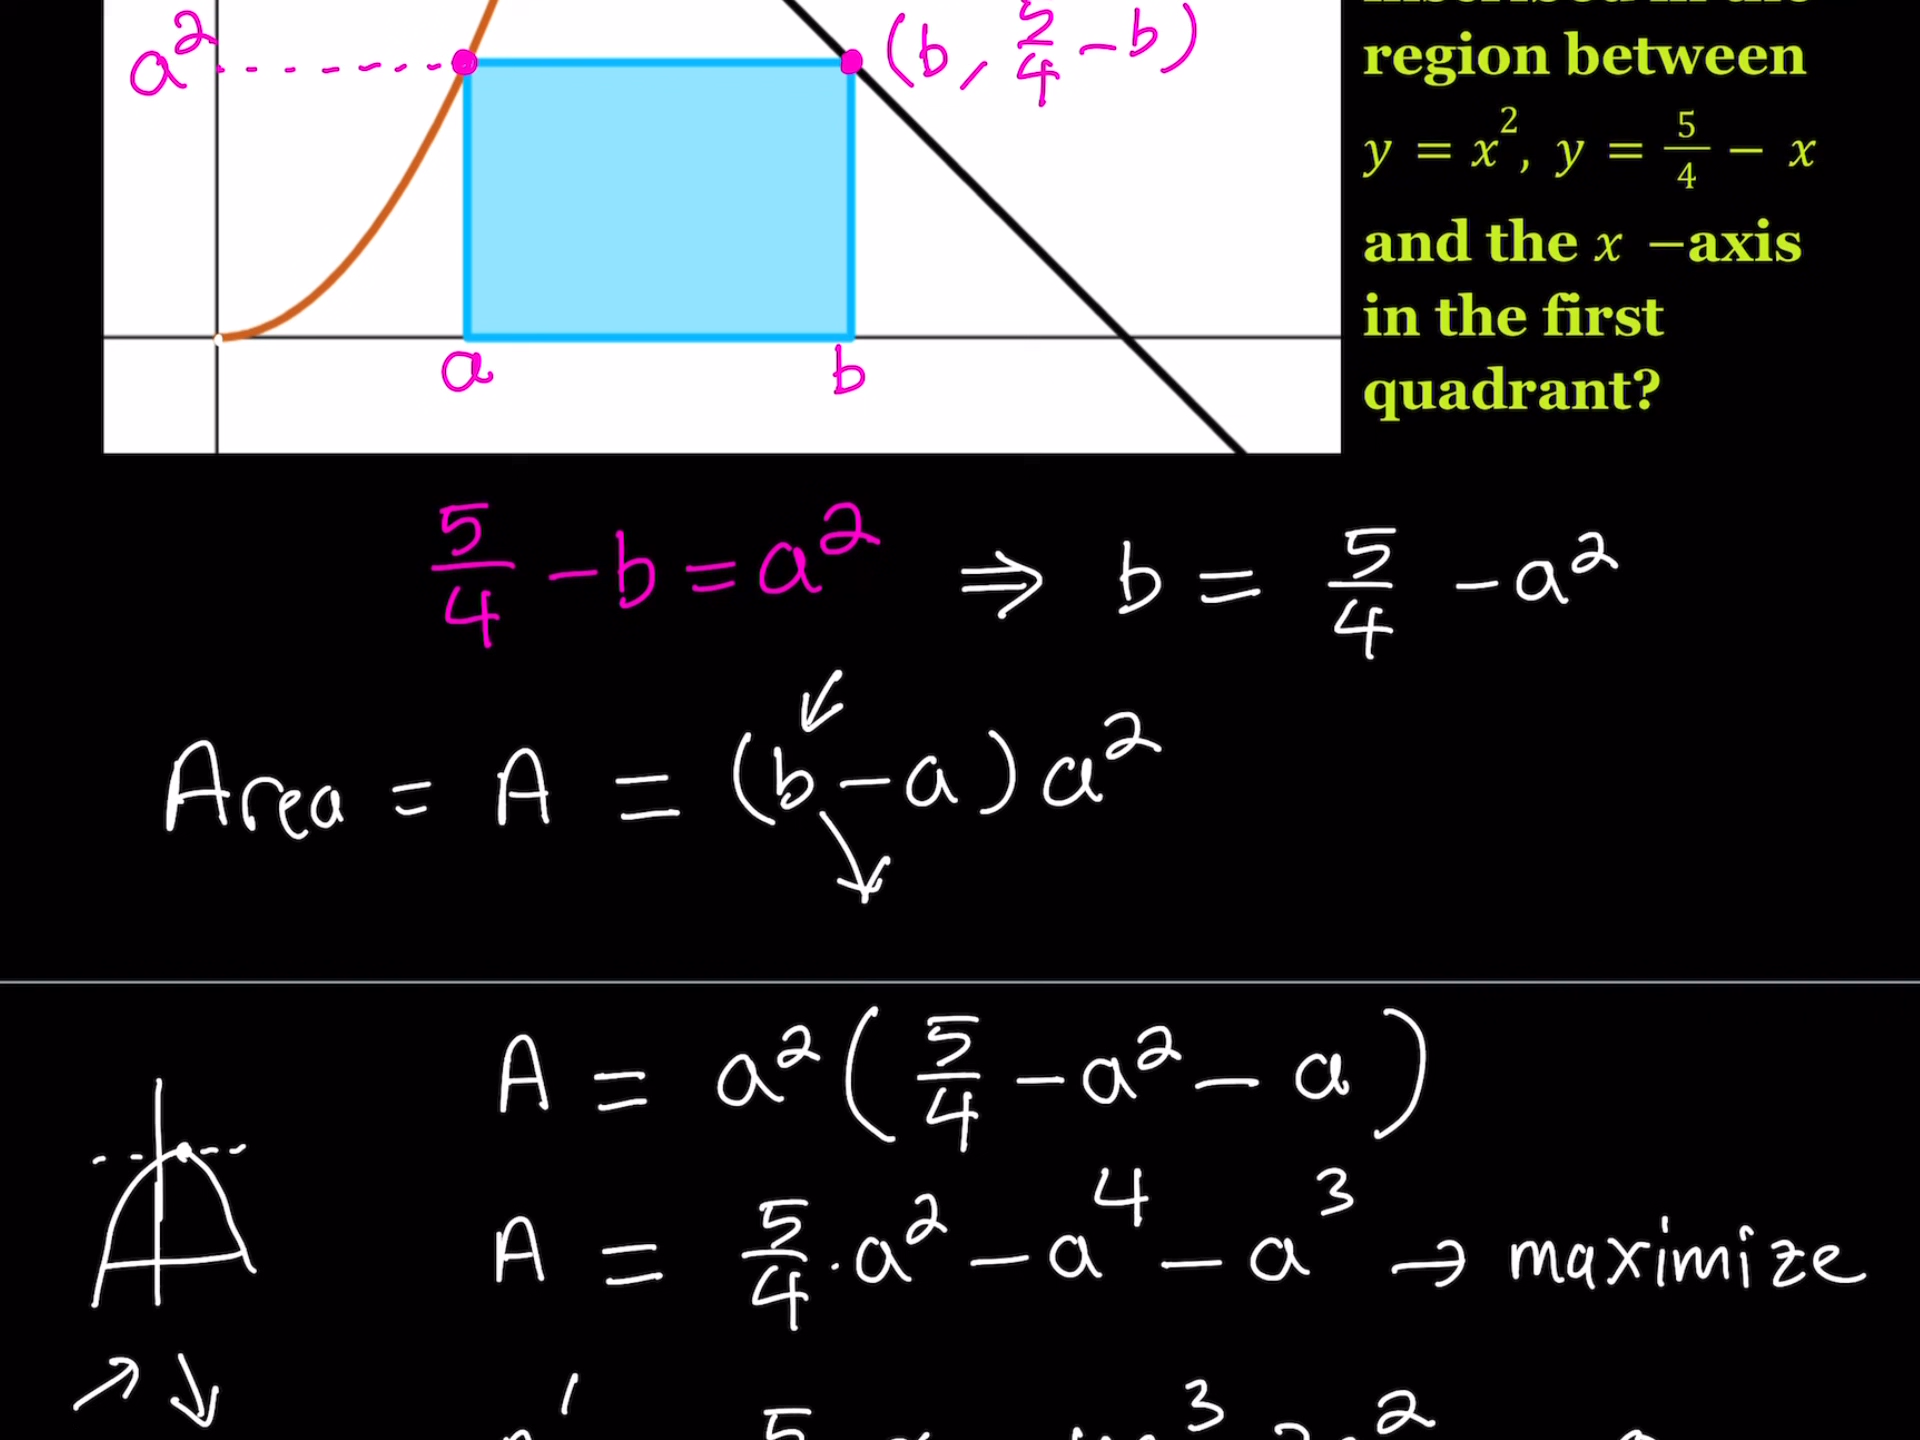 a²
(b, 5/4 − b)
a
b
region between
y = x², y = 5/4 − x
and the x −axis
in the first
quadrant?
5/4 − b = a² ⇒ b = 5/4 − a²
Area = A = (b − a) a²
A = a² (5/4 − a² − a)
A = 5/4 · a² − a⁴ − a³ → maximize